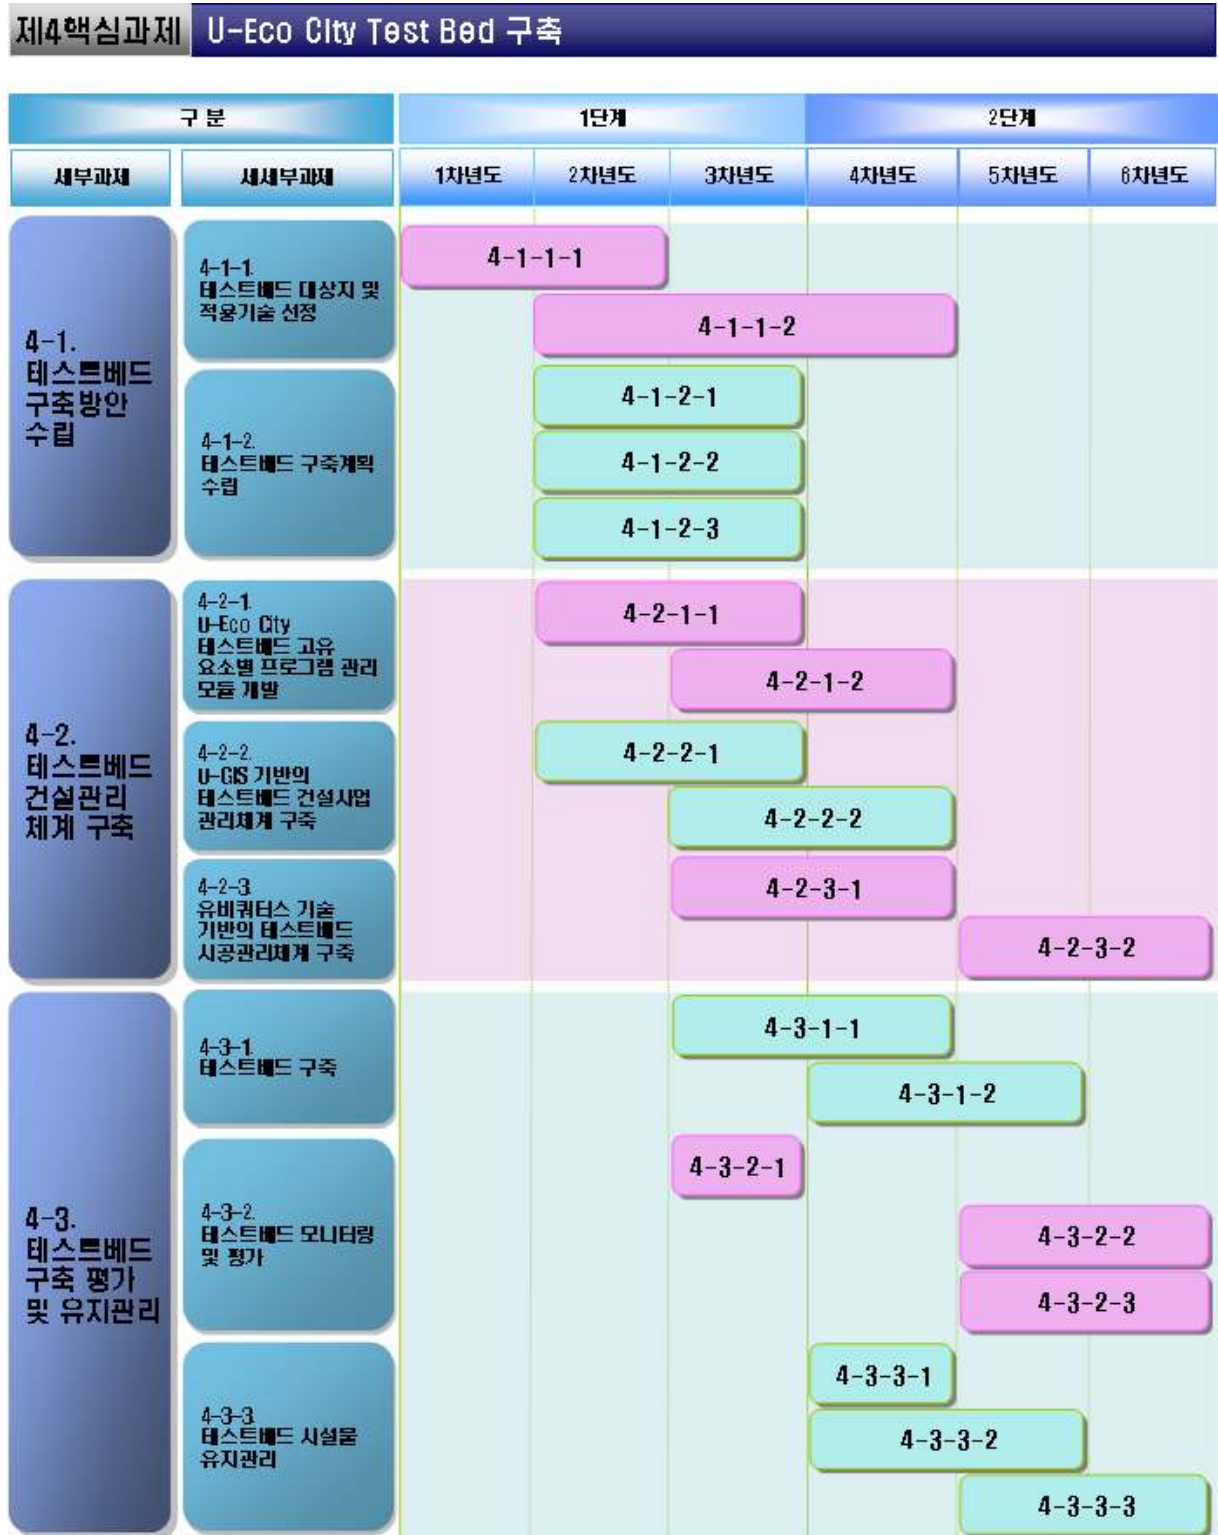 제4핵심과제 U-Eco City Test Bed 구축
구 분 1단계 2단계
세부과제 세세부과제 1차년도 2차년도 3차년도 4차년도 5차년도 6차년도
4-1.
테스트베드
구축방안
수립
4-1-1.
테스트베드 대상지 및
적용기술 선정
4-1-1-1
4-1-1-2
4-1-2.
테스트베드 구축계획
수립
4-1-2-1
4-1-2-2
4-1-2-3
4-2.
테스트베드
건설관리
체계 구축
4-2-1.
U-Eco City
테스트베드 고유
요소별 프로그램 관리
모듈 개발
4-2-1-1
4-2-1-2
4-2-2.
U-GIS 기반의
테스트베드 건설사업
관리체계 구축
4-2-2-1
4-2-2-2
4-2-3.
유비쿼터스 기술
기반의 테스트베드
시공관리체계 구축
4-2-3-1
4-2-3-2
4-3.
테스트베드
구축 평가
및 유지관리
4-3-1.
테스트베드 구축
4-3-1-1
4-3-1-2
4-3-2.
테스트베드 모니터링
및 평가
4-3-2-1
4-3-2-2
4-3-2-3
4-3-3.
테스트베드 시설물
유지관리
4-3-3-1
4-3-3-2
4-3-3-3